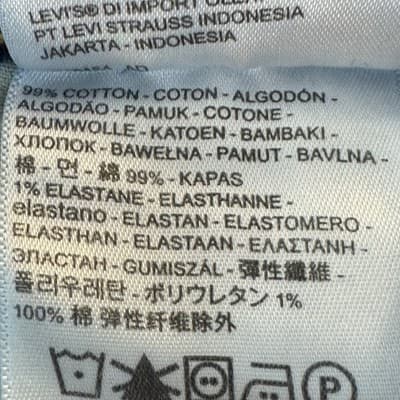 LEVI'S® DI IMPORT OLEH
PT LEVI STRAUSS INDONESIA
JAKARTA - INDONESIA
99% COTTON - COTON - ALGODÓN -
ALGODÃO - PAMUK - COTONE -
BAUMWOLLE - KATOEN - BAMBAKI -
ХЛОПОК - BAWEŁNA - PAMUT - BAVLNA -
棉 - 면 - 綿 99% - KAPAS
1% ELASTANE - ELASTHANNE -
elastano - ELASTAN - ELASTOMERO -
ELASTHAN - ELASTAAN - ΕΛΑΣΤΑΝΗ -
ЭЛАСТАН - GUMISZÁL - 彈性纖維 -
폴리우레탄 - ポリウレタン 1%
100% 棉 弹性纤维除外
P